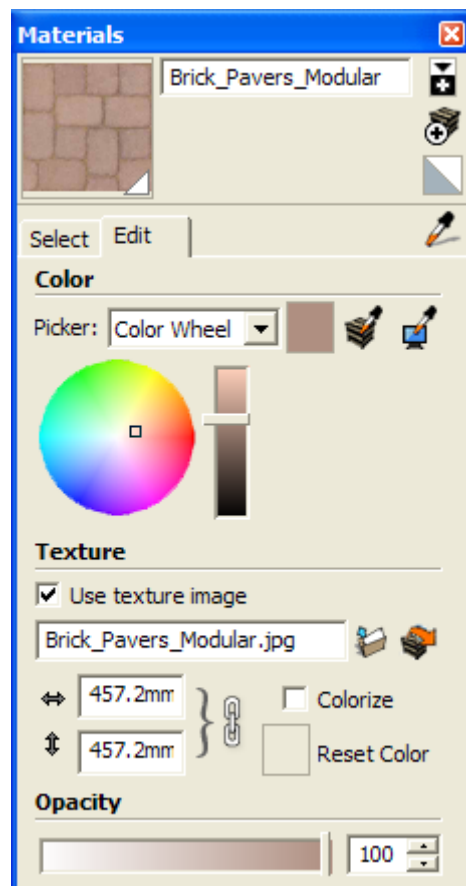 Materials
Brick_Pavers_Modular
Select Edit
Color
Picker: Color Wheel
Texture
Use texture image
Brick_Pavers_Modular.jpg
457.2mm Colorize
457.2mm Reset Color
Opacity
100